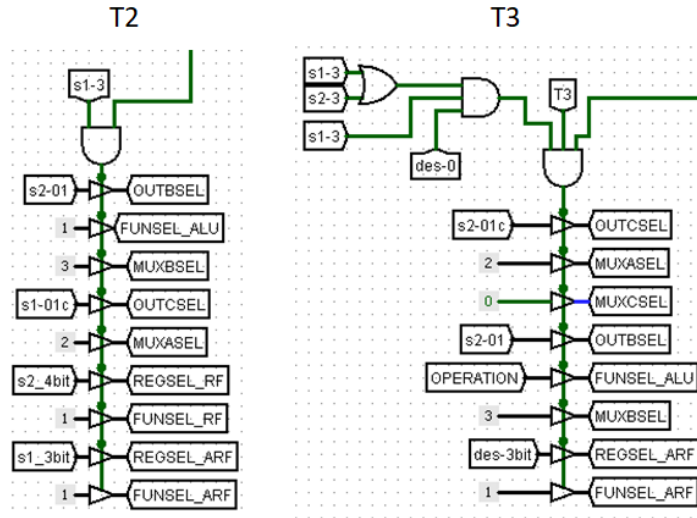 T2
T3
s1-3
s2-01 OUTBSEL
1 FUNSEL_ALU
3 MUXBSEL
s1-01c OUTCSEL
2 MUXASEL
s2_4bit REGSEL_RF
1 FUNSEL_RF
s1_3bit REGSEL_ARF
1 FUNSEL_ARF
s1-3
s2-3
s1-3
des-0
T3
s2-01c OUTCSEL
2 MUXASEL
0 MUXCSEL
s2-01 OUTBSEL
OPERATION FUNSEL_ALU
3 MUXBSEL
des-3bit REGSEL_ARF
1 FUNSEL_ARF